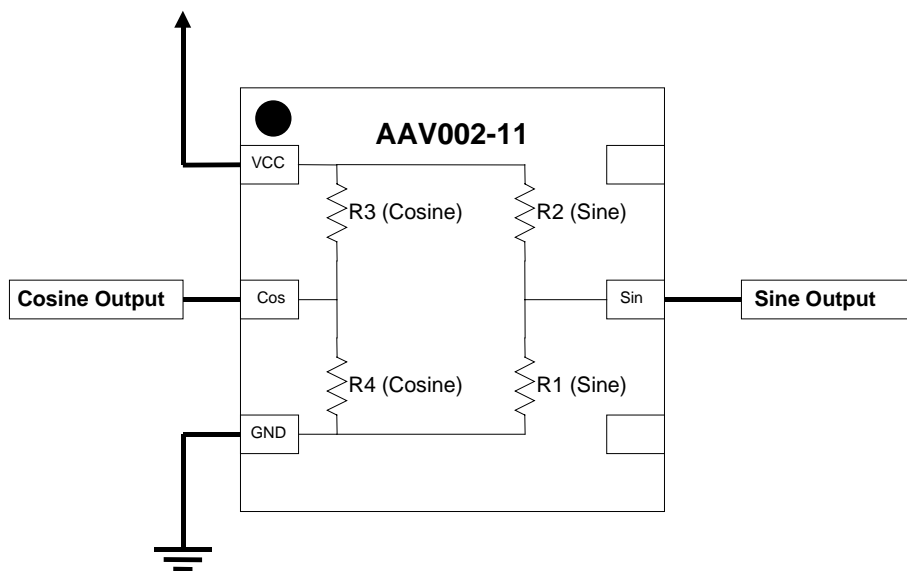 AAV002-11
VCC
R3 (Cosine)
R2 (Sine)
Cosine Output
Cos
Sin
Sine Output
R4 (Cosine)
R1 (Sine)
GND